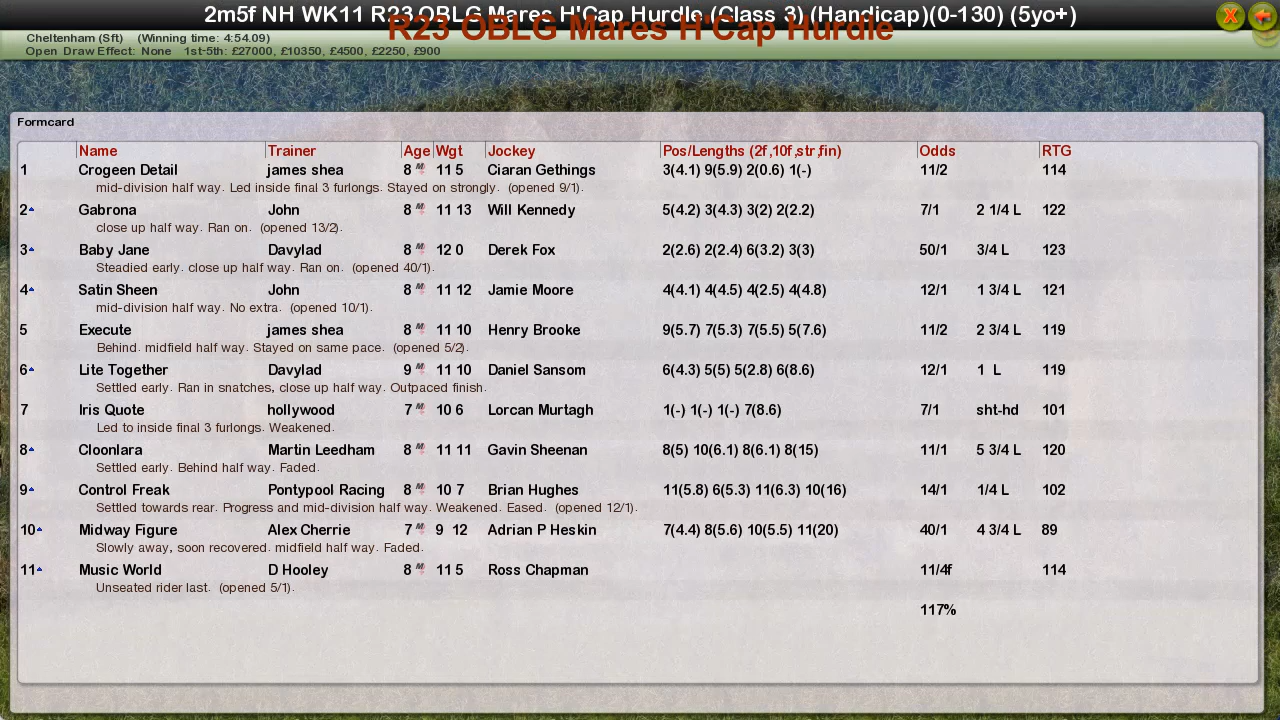 2m5f NH WK11 R23 OBLG Mares H'Cap Hurdle (Class 3) (Handicap)(0-130) (5yo+)
R23 OBLG Mares H'Cap Hurdle
Cheltenham (Sft) (Winning time: 4:54.09)
Open Draw Effect: None 1st-5th: £27000, £10350, £4500, £2250, £900
Formcard
Name Trainer Age Wgt Jockey Pos/Lengths (2f,10f,str,fin) Odds RTG
1 Crogeen Detail james shea 8 M 11 5 Ciaran Gethings 3(4.1) 9(5.9) 2(0.6) 1(-) 11/2 114
mid-division half way. Led inside final 3 furlongs. Stayed on strongly. (opened 9/1).
2 Gabrona John 8 M 11 13 Will Kennedy 5(4.2) 3(4.3) 3(2) 2(2.2) 7/1 2 1/4 L 122
close up half way. Ran on. (opened 13/2).
3 Baby Jane Davylad 8 M 12 0 Derek Fox 2(2.6) 2(2.4) 6(3.2) 3(3) 50/1 3/4 L 123
Steadied early. close up half way. Ran on. (opened 40/1).
4 Satin Sheen John 8 M 11 12 Jamie Moore 4(4.1) 4(4.5) 4(2.5) 4(4.8) 12/1 1 3/4 L 121
mid-division half way. No extra. (opened 10/1).
5 Execute james shea 8 M 11 10 Henry Brooke 9(5.7) 7(5.3) 7(5.5) 5(7.6) 11/2 2 3/4 L 119
Behind. midfield half way. Stayed on same pace. (opened 5/2).
6 Lite Together Davylad 9 M 11 10 Daniel Sansom 6(4.3) 5(5) 5(2.8) 6(8.6) 12/1 1 L 119
Settled early. Ran in snatches, close up half way. Outpaced finish.
7 Iris Quote hollywood 7 M 10 6 Lorcan Murtagh 1(-) 1(-) 1(-) 7(8.6) 7/1 sht-hd 101
Led to inside final 3 furlongs. Weakened.
8 Cloonlara Martin Leedham 8 M 11 11 Gavin Sheenan 8(5) 10(6.1) 8(6.1) 8(15) 11/1 5 3/4 L 120
Settled early. Behind half way. Faded.
9 Control Freak Pontypool Racing 8 M 10 7 Brian Hughes 11(5.8) 6(5.3) 11(6.3) 10(16) 14/1 1/4 L 102
Settled towards rear. Progress and mid-division half way. Weakened. Eased. (opened 12/1).
10 Midway Figure Alex Cherrie 7 M 9 12 Adrian P Heskin 7(4.4) 8(5.6) 10(5.5) 11(20) 40/1 4 3/4 L 89
Slowly away, soon recovered. midfield half way. Faded.
11 Music World D Hooley 8 M 11 5 Ross Chapman 11/4f 114
Unseated rider last. (opened 5/1).
117%